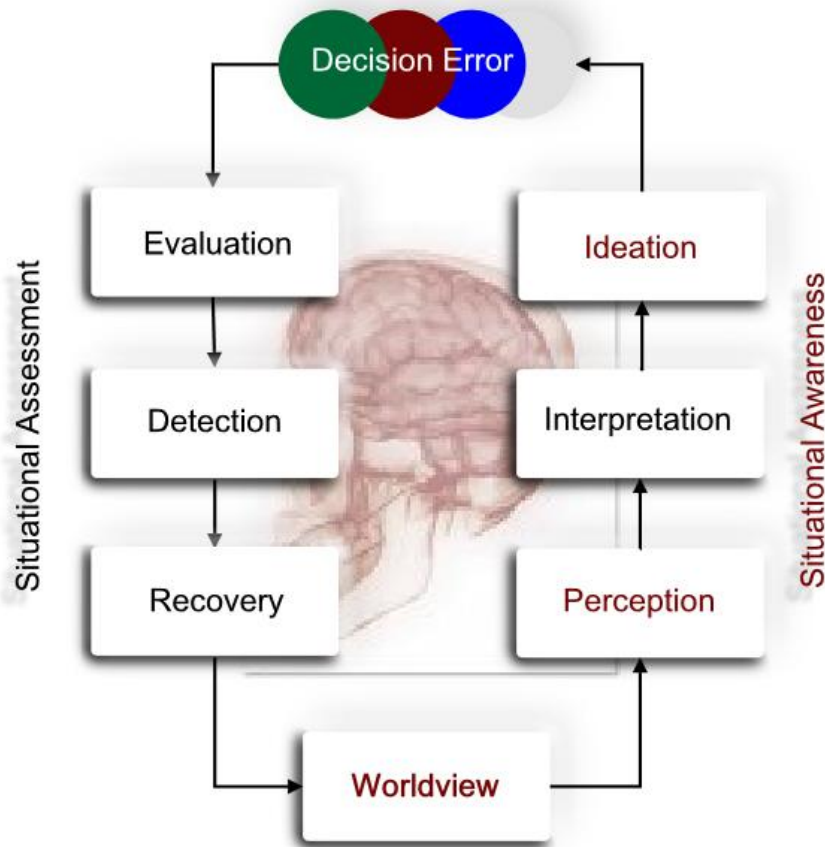 Decision Error
Evaluation
Ideation
Situational Assessment
Situational Awareness
Detection
Interpretation
Recovery
Perception
Worldview